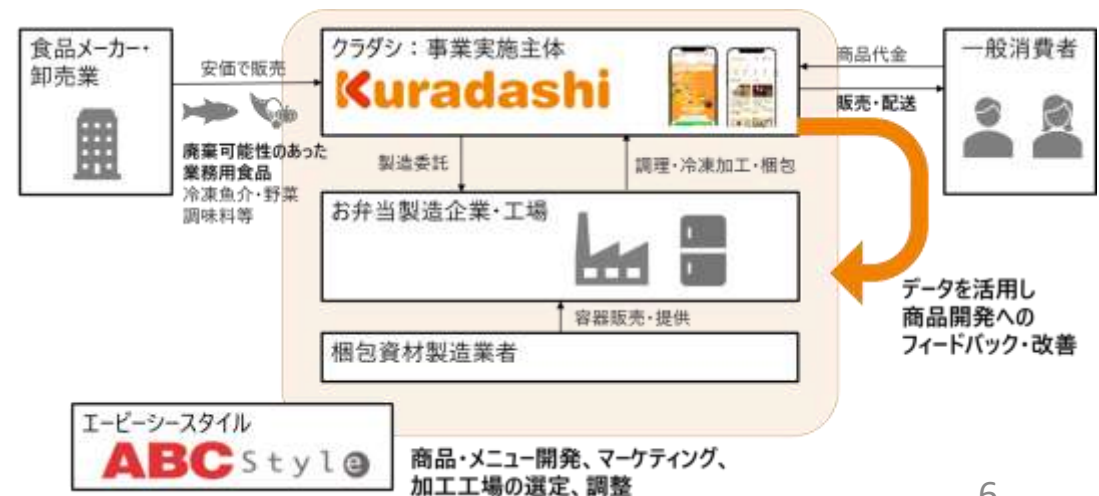 食品メーカー・
卸売業
安価で販売
廃棄可能性のあった
業務用食品
冷凍魚介・野菜
調味料等
クラダシ：事業実施主体
Kuradashi
商品代金
販売・配送
一般消費者
製造委託
調理・冷凍加工・梱包
お弁当製造企業・工場
容器販売・提供
梱包資材製造業者
データを活用し
商品開発への
フィードバック・改善
エービーシースタイル
ABC Style
商品・メニュー開発、マーケティング、
加工工場の選定、調整
6